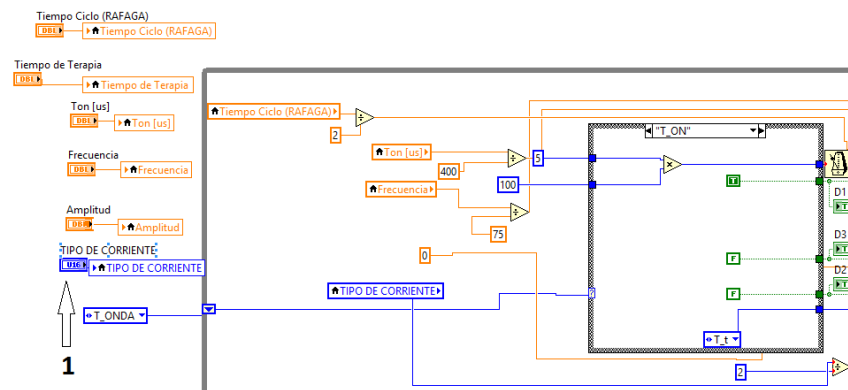 Tiempo Ciclo (RAFAGA)
DBL
Tiempo Ciclo (RAFAGA)
Tiempo de Terapia
DBL
Tiempo de Terapia
Ton [us]
DBL
Ton [us]
Frecuencia
DBL
Frecuencia
Amplitud
DBL
Amplitud
TIPO DE CORRIENTE
U16
TIPO DE CORRIENTE
T_ONDA
1
Tiempo Ciclo (RAFAGA)
2
÷
Ton [us]
400
÷
5
100
Frecuencia
÷
75
0
TIPO DE CORRIENTE
"T_ON"
×
T
F
F
?
T_t
D1
T
D3
T
D2
T
2
÷